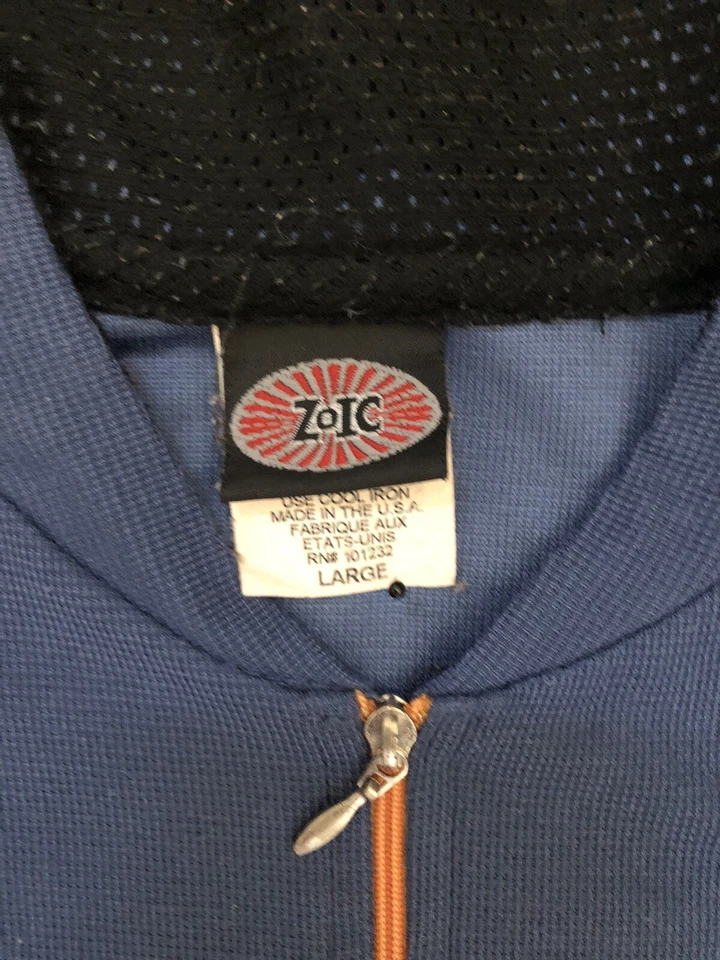 ZOIC
USE COOL IRON
MADE IN THE U.S.A.
FABRIQUE AUX
ETATS-UNIS
RN# 101232
LARGE